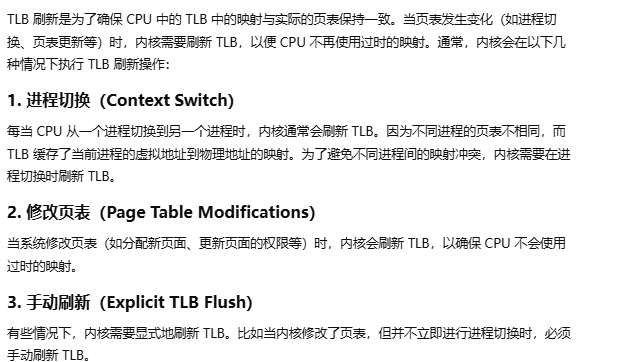 TLB 刷新是为了确保 CPU 中的 TLB 中的映射与实际的页表保持一致。当页表发生变化（如进程切
换、页表更新等）时，内核需要刷新 TLB，以便 CPU 不再使用过时的映射。通常，内核会在以下几
种情况下执行 TLB 刷新操作：
1. 进程切换（Context Switch）
每当 CPU 从一个进程切换到另一个进程时，内核通常会刷新 TLB。因为不同进程的页表不相同，而
TLB 缓存了当前进程的虚拟地址到物理地址的映射。为了避免不同进程间的映射冲突，内核需要在进
程切换时刷新 TLB。
2. 修改页表（Page Table Modifications）
当系统修改页表（如分配新页面、更新页面的权限等）时，内核会刷新 TLB，以确保 CPU 不会使用
过时的映射。
3. 手动刷新（Explicit TLB Flush）
有些情况下，内核需要显式地刷新 TLB。比如当内核修改了页表，但并不立即进行进程切换时，必须
手动刷新 TLB。